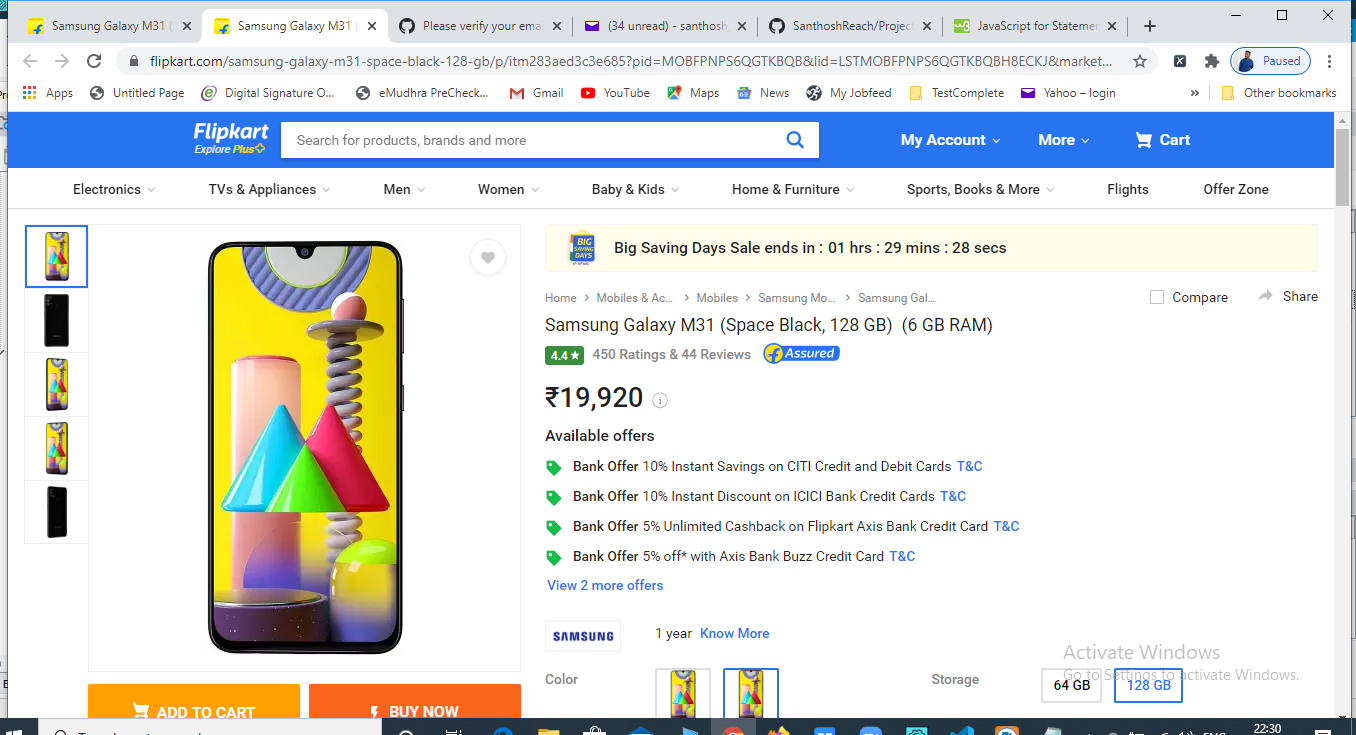 Samsung Galaxy M31 (
Samsung Galaxy M31 (
Please verify your ema
(34 unread) - santhosh
SanthoshReach/Project
JavaScript for Statemen
flipkart.com/samsung-galaxy-m31-space-black-128-gb/p/itm283aed3c3e685?pid=MOBFPNPS6QGTKBQB&lid=LSTMOBFPNPS6QGTKBQBH8ECKJ&market...
Paused
Apps
Untitled Page
Digital Signature O...
eMudhra PreCheck...
Gmail
YouTube
Maps
News
My Jobfeed
TestComplete
Yahoo – login
»
Other bookmarks
Flipkart
Explore Plus
Search for products, brands and more
My Account
More
Cart
Electronics
TVs & Appliances
Men
Women
Baby & Kids
Home & Furniture
Sports, Books & More
Flights
Offer Zone
BIG SAVING DAYS
Big Saving Days Sale ends in : 01 hrs : 29 mins : 28 secs
Home > Mobiles & Ac... > Mobiles > Samsung Mo... > Samsung Gal...
Compare
Share
Samsung Galaxy M31 (Space Black, 128 GB) (6 GB RAM)
4.4★ 450 Ratings & 44 Reviews Assured
₹19,920
Available offers
Bank Offer 10% Instant Savings on CITI Credit and Debit Cards T&C
Bank Offer 10% Instant Discount on ICICI Bank Credit Cards T&C
Bank Offer 5% Unlimited Cashback on Flipkart Axis Bank Credit Card T&C
Bank Offer 5% off* with Axis Bank Buzz Credit Card T&C
View 2 more offers
SAMSUNG
1 year Know More
Color
Storage
64 GB
128 GB
Activate Windows
Go to Settings to activate Windows.
ADD TO CART
BUY NOW
22:30